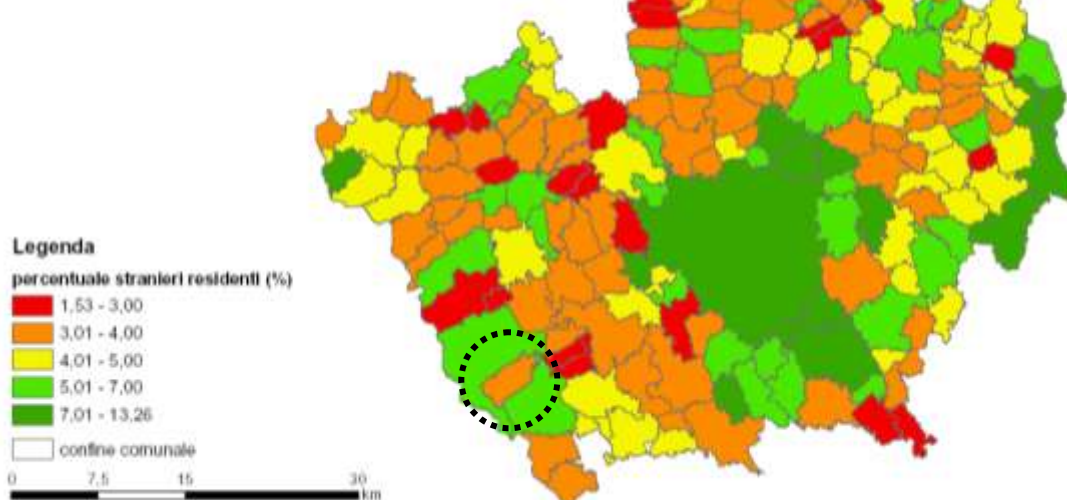 Legenda
percentuale stranieri residenti (%)
1,53 - 3,00
3,01 - 4,00
4,01 - 5,00
5,01 - 7,00
7,01 - 13,26
confine comunale
0 7,5 15 30
km